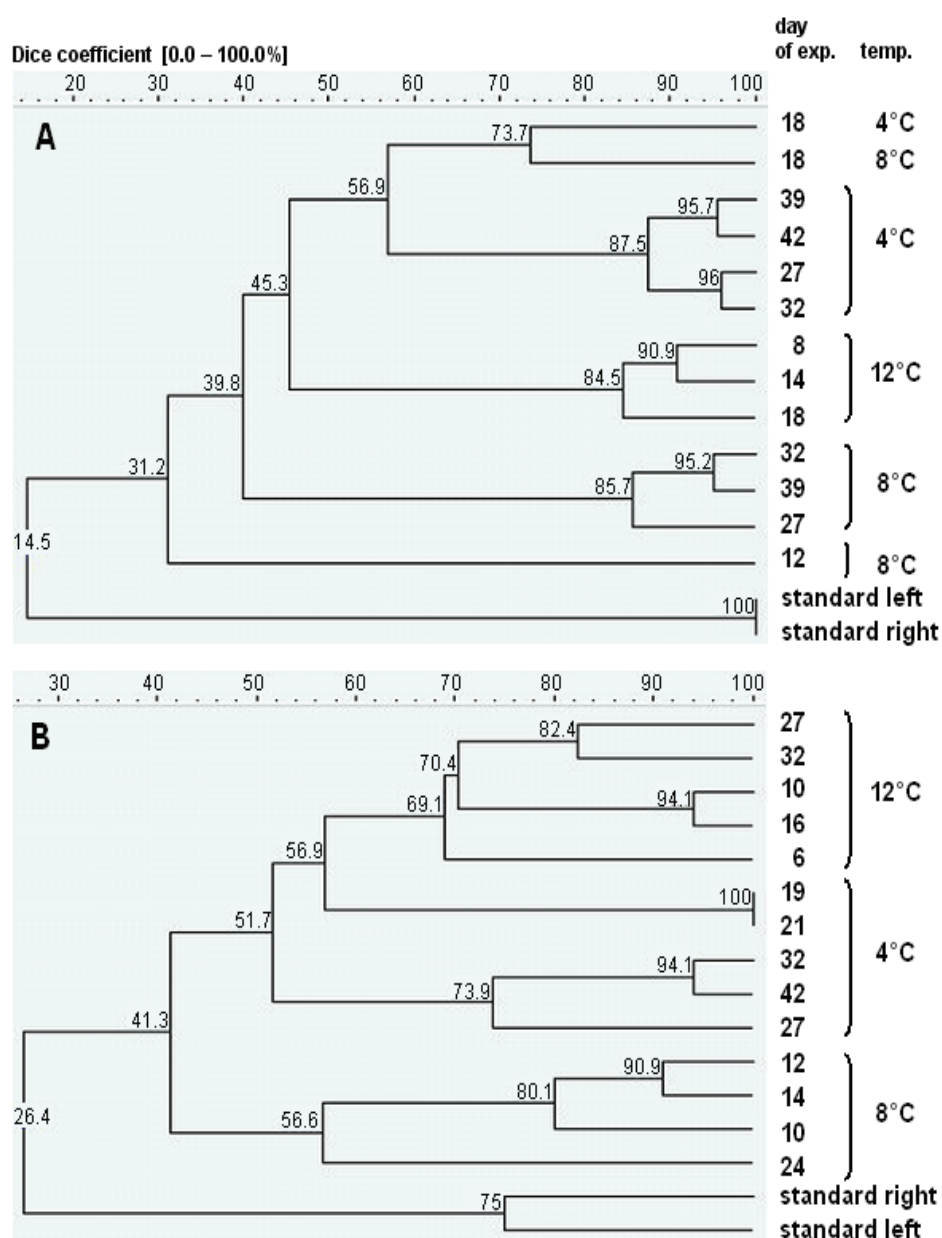 day
of exp. temp.
Dice coefficient [0.0 – 100.0%]
20 30 40 50 60 70 80 90 100
A
73.7 18 4°C
18 8°C
56.9
95.7 39
87.5 42 4°C
96 27
45.3 32
90.9 8
39.8 84.5 14 12°C
18
31.2 95.2 32
85.7 39 8°C
27
14.5 12 8°C
100 standard left
standard right
30 40 50 60 70 80 90 100
B
82.4 27
70.4 32
69.1 94.1 10 12°C
16
56.9 6
51.7 100 19
21
94.1 32 4°C
73.9 42
41.3 27
90.9 12
26.4 56.6 80.1 14 8°C
10
24
75 standard right
standard left